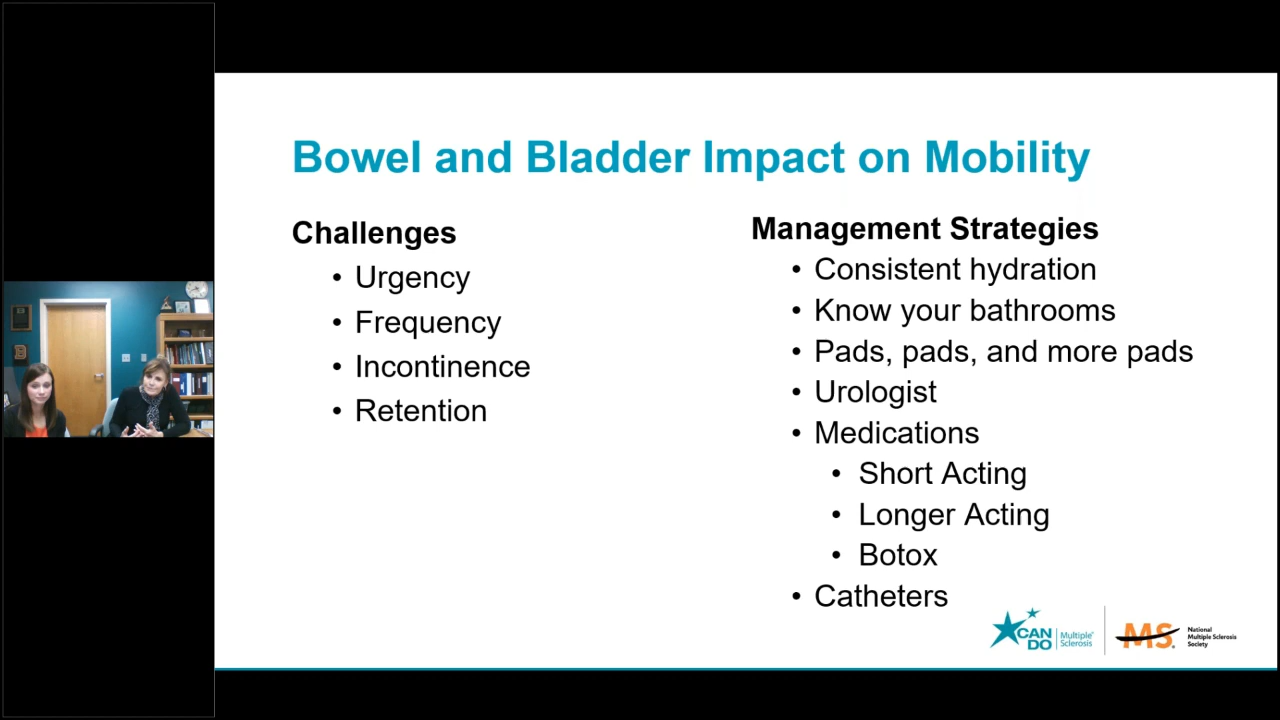 Bowel and Bladder Impact on Mobility
Challenges
• Urgency
• Frequency
• Incontinence
• Retention
Management Strategies
• Consistent hydration
• Know your bathrooms
• Pads, pads, and more pads
• Urologist
• Medications
• Short Acting
• Longer Acting
• Botox
• Catheters
CAN DO
Multiple
Sclerosis
MS
National
Multiple Sclerosis
Society